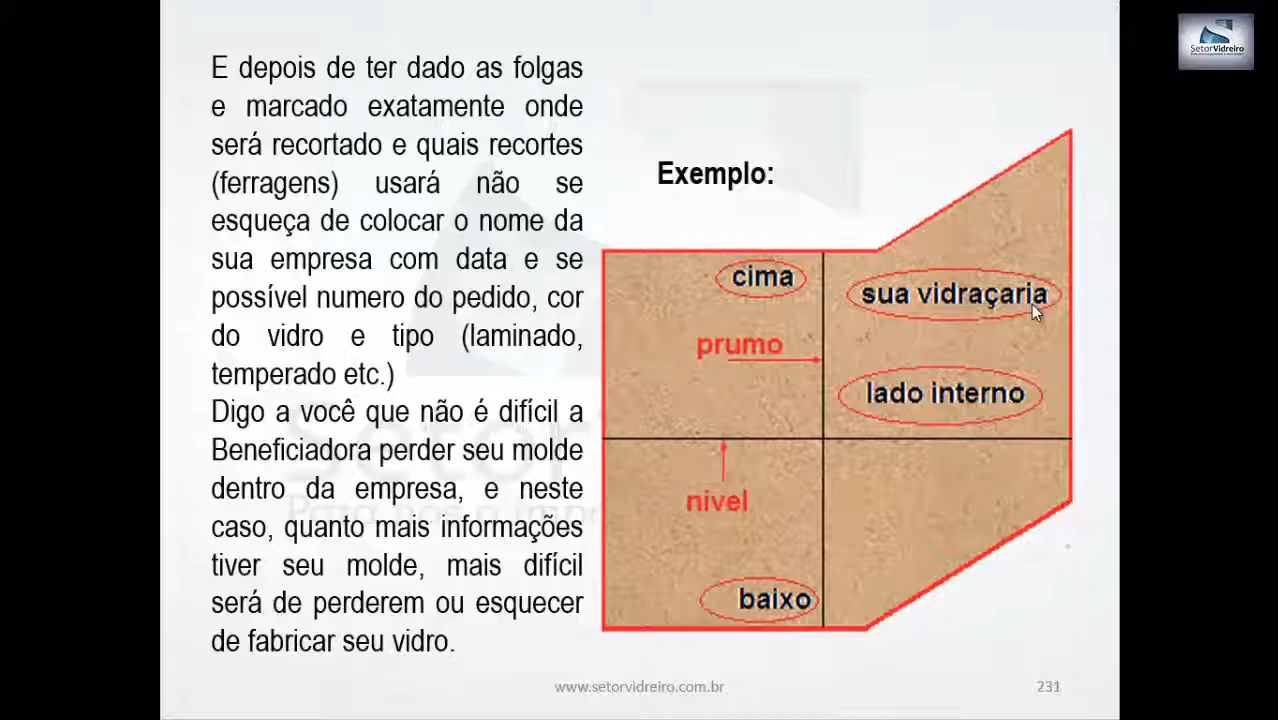 E depois de ter dado as folgas
e marcado exatamente onde
será recortado e quais recortes
(ferragens) usará não se
esqueça de colocar o nome da
sua empresa com data e se
possível numero do pedido, cor
do vidro e tipo (laminado,
temperado etc.)
Digo a você que não é difícil a
Beneficiadora perder seu molde
dentro da empresa, e neste
caso, quanto mais informações
tiver seu molde, mais difícil
será de perderem ou esquecer
de fabricar seu vidro.
Exemplo:
cima
sua vidraçaria
prumo
lado interno
nivel
baixo
www.setorvidreiro.com.br
231
SetorVidreiro